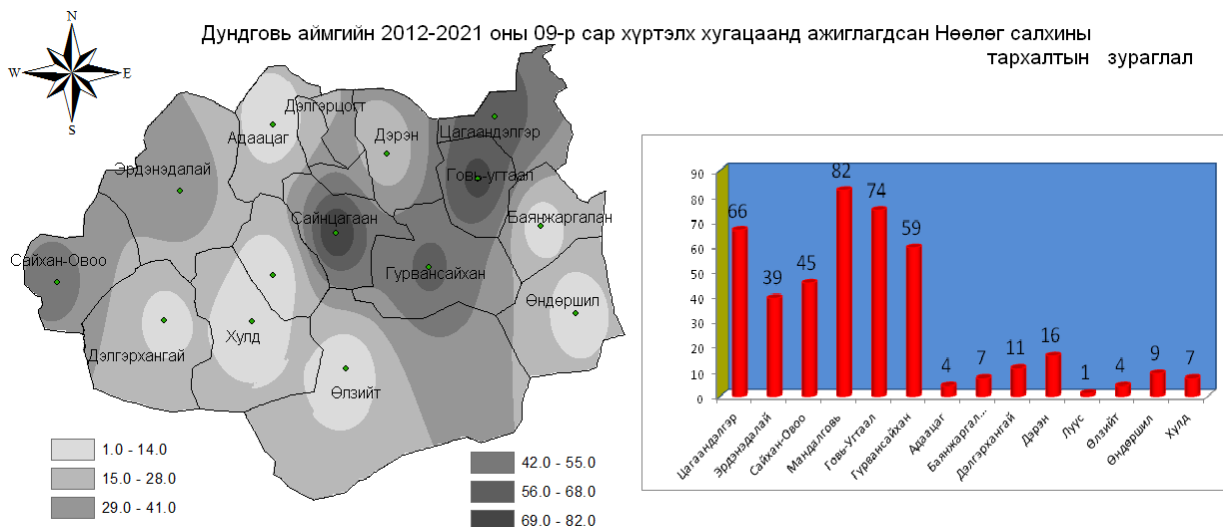 Дундговь аймгийн 2012-2021 оны 09-р сар хүртэлх хугацаанд ажиглагдсан Нөөлөг салхины
тархалтын зураглал
N
W E
S
Дэлгэрцогт
Адаацаг
Дэрэн
Цагаандэлгэр
Эрдэнэдалай
Говь-угтаал
Сайнцагаан
Баянжаргалан
Сайхан-Овоо
Гурвансайхан
Өндөршил
Хулд
Дэлгэрхангай
Өлзийт
1.0 - 14.0
15.0 - 28.0
29.0 - 41.0
42.0 - 55.0
56.0 - 68.0
69.0 - 82.0
90
80
70
60
50
40
30
20
10
0
66
39
45
82
74
59
4
7
11
16
1
4
9
7
Цагаандэлгэр
Эрдэнэдалай
Сайхан-Овоо
Мандалговь
Говь-Угтаал
Гурвансайхан
Адаацаг
Баянжаргал...
Дэлгэрхангай
Дэрэн
Луус
Өлзийт
Өндөршил
Хулд